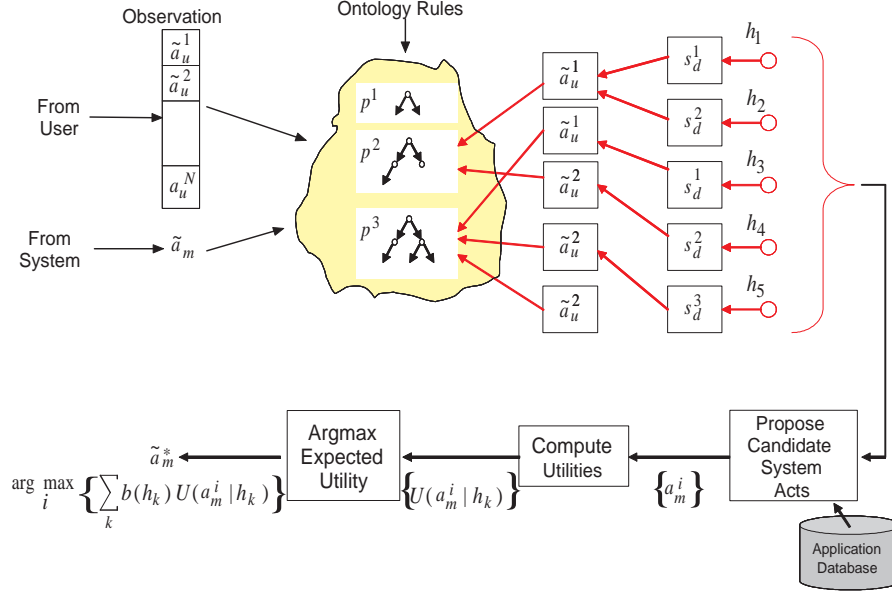 Observation
Ontology Rules
ã_u^1
ã_u^2
a_u^N
From
User
From
System
ã_m
p^1
p^2
p^3
ã_u^1
ã_u^1
ã_u^2
ã_u^2
ã_u^2
s_d^1
s_d^2
s_d^1
s_d^2
s_d^3
h_1
h_2
h_3
h_4
h_5
Propose
Candidate
System
Acts
Application
Database
{a_m^i}
Compute
Utilities
{U(a_m^i | h_k)}
Argmax
Expected
Utility
ã_m^*
arg max_i {∑_k b(h_k) U(a_m^i | h_k)}